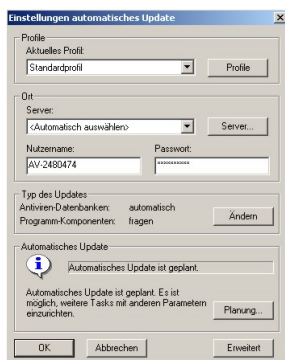 Einstellungen automatisches Update
Profile
Aktuelles Profil:
Standardprofil
Profile
Ort
Server:
<Automatisch auswählen>
Server...
Nutzername:
Passwort:
AV-2480474
**********
Typ des Updates
Antiviren-Datenbanken: automatisch
Programm-Komponenten: fragen
Ändern
Automatisches Update
Automatisches Update ist geplant.
Automatisches Update ist geplant. Es ist
möglich, weitere Tasks mit anderen Parametern
einzurichten.
Planung...
OK
Abbrechen
Erweitert